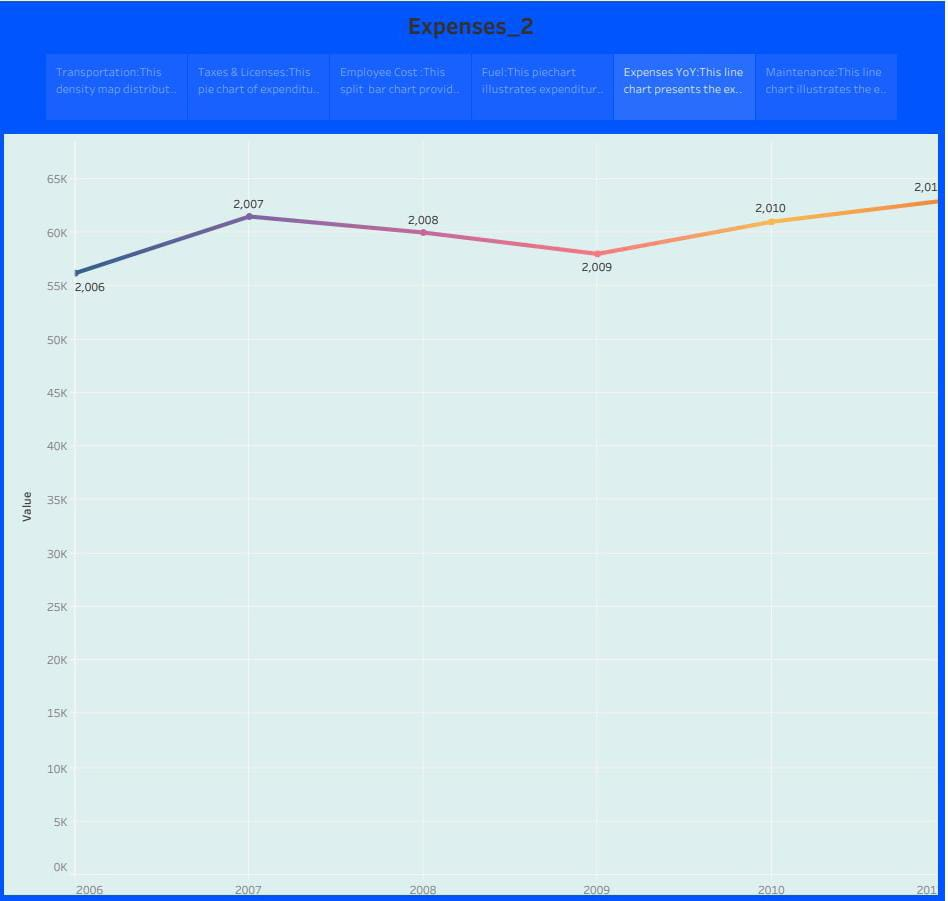 Expenses_2
Transportation:This
density map distribut..
Taxes & Licenses:This
pie chart of expenditu..
Employee Cost :This
split bar chart provid..
Fuel:This piechart
illustrates expenditur..
Expenses YoY:This line
chart presents the ex..
Maintenance:This line
chart illustrates the e..
65K
60K
55K
50K
45K
40K
35K
30K
25K
20K
15K
10K
5K
0K
Value
2,006
2,007
2,008
2,009
2,010
2,01
2006
2007
2008
2009
2010
201